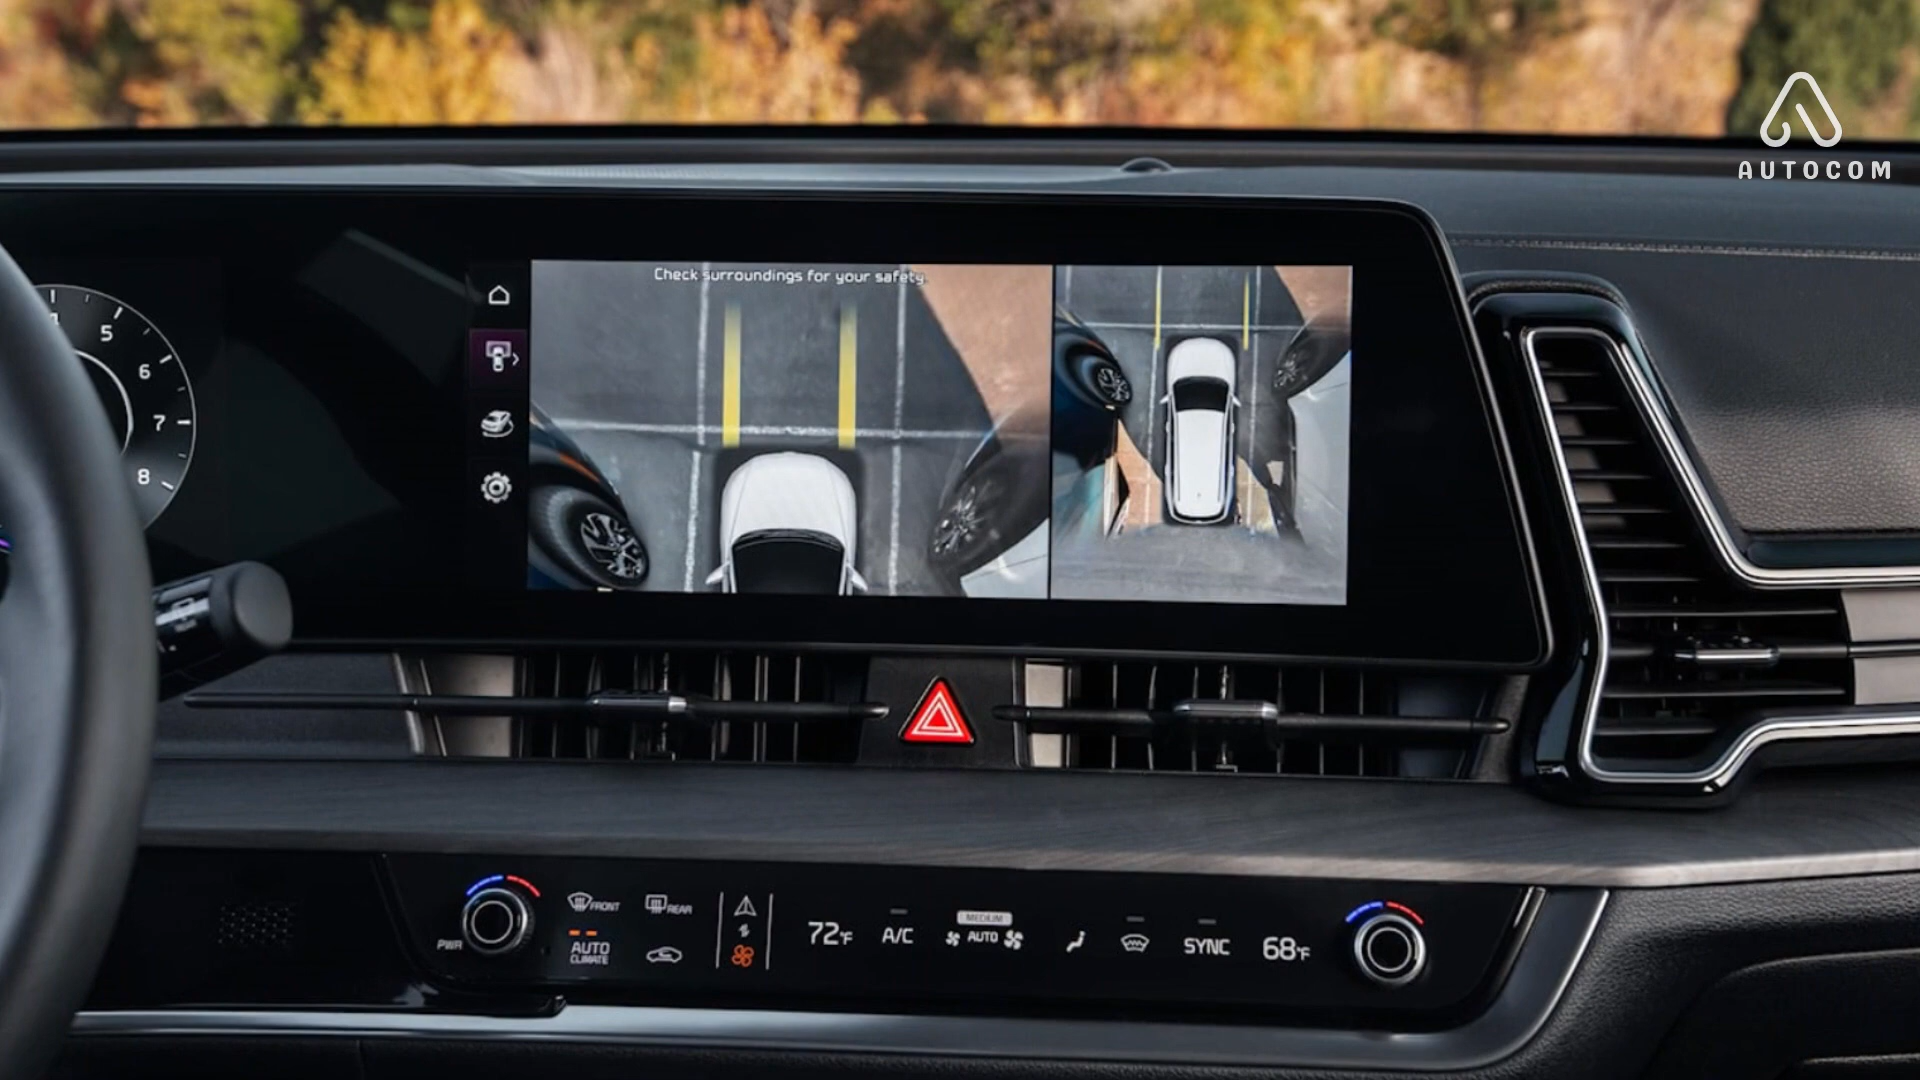 AUTOCOM
Check surroundings for your safety.
5
6
7
8
PWR
FRONT
REAR
AUTO
CLIMATE
72°F
A/C
MEDIUM
AUTO
SYNC
68°F